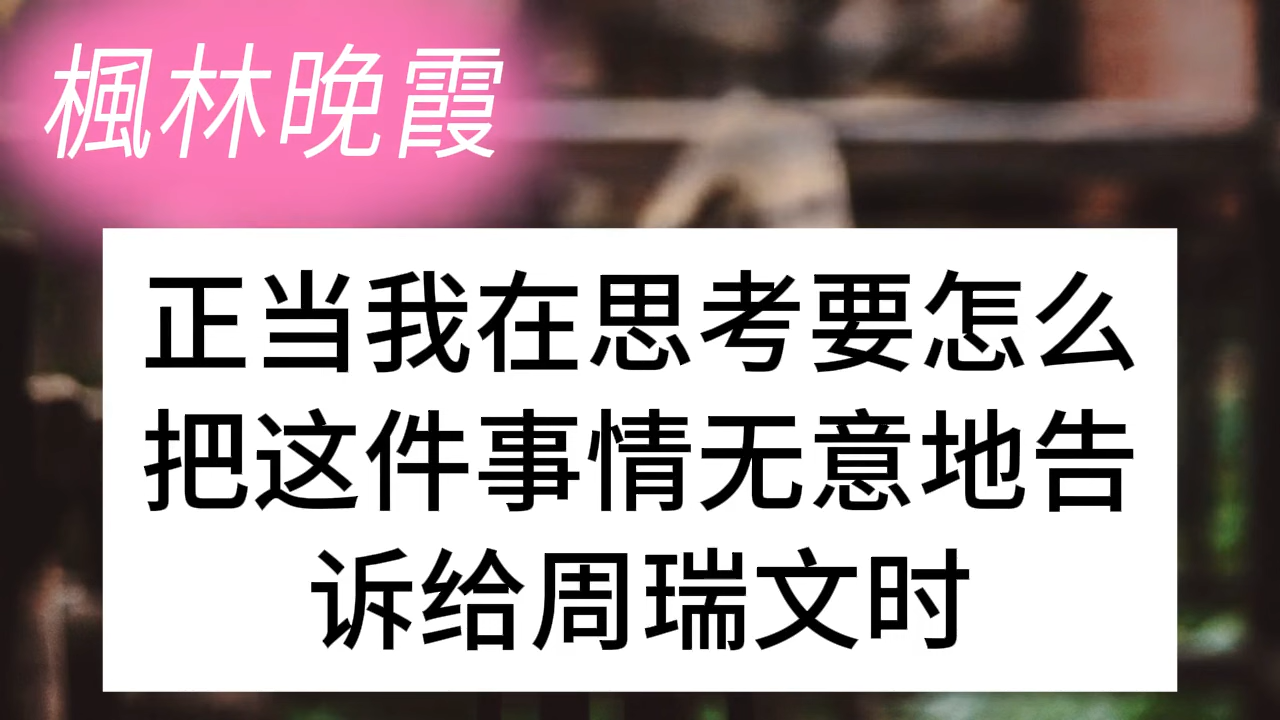 楓林晚霞
正当我在思考要怎么
把这件事情无意地告
诉给周瑞文时